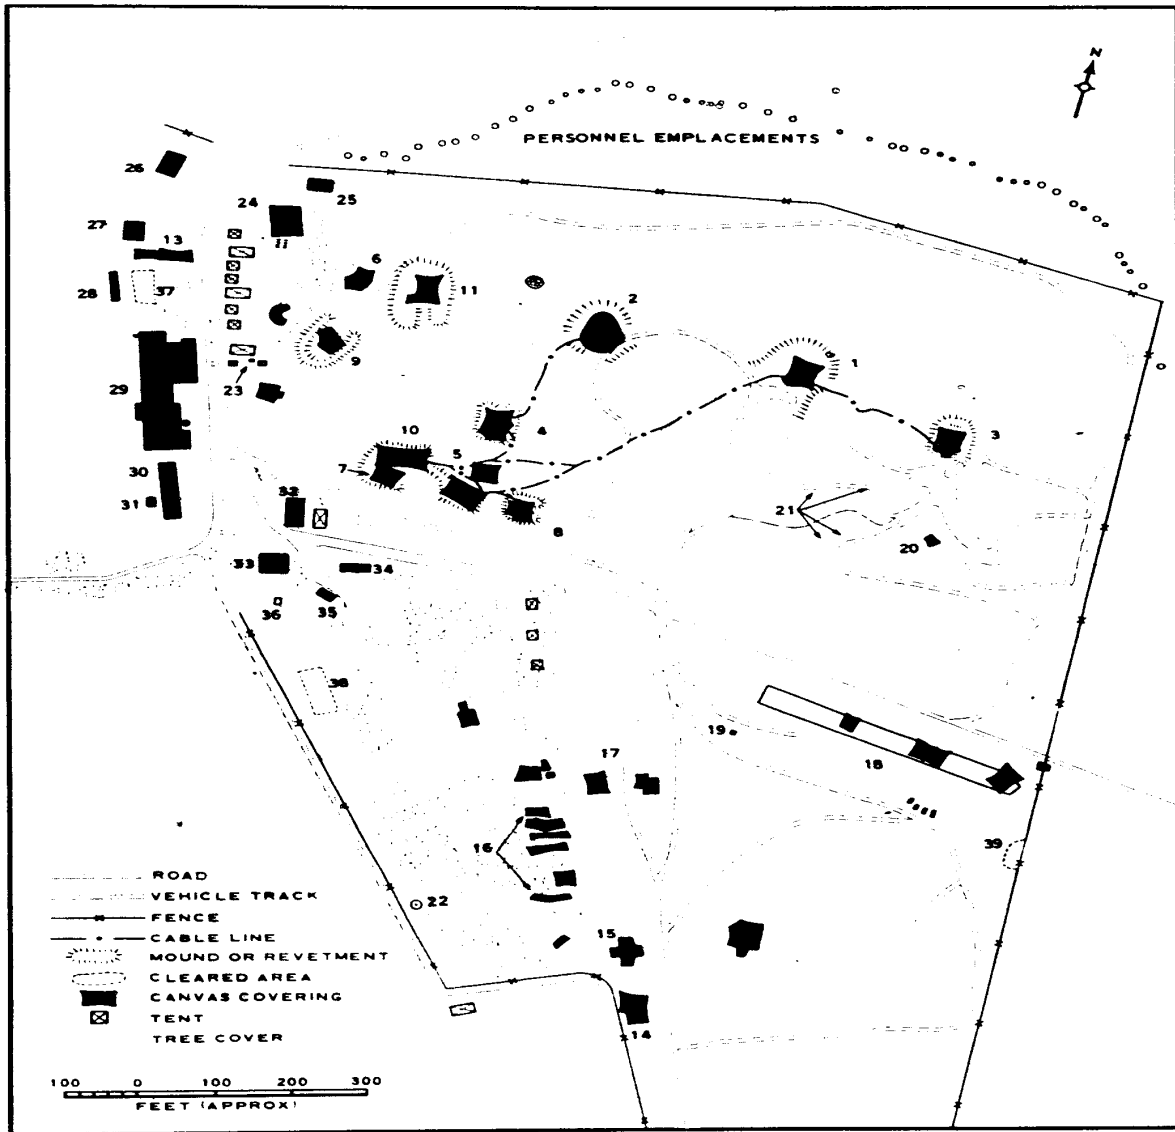 N
PERSONNEL EMPLACEMENTS
26
25
24
27
13
6
28
37
11
2
9
1
29
23
10
4
3
5
7
30
31
32
21
8
20
33
34
36
35
38
19
17
18
16
39
22
15
14
ROAD
VEHICLE TRACK
FENCE
CABLE LINE
MOUND OR REVETMENT
CLEARED AREA
CANVAS COVERING
TENT
TREE COVER
100 0 100 200 300
FEET (APPROX)